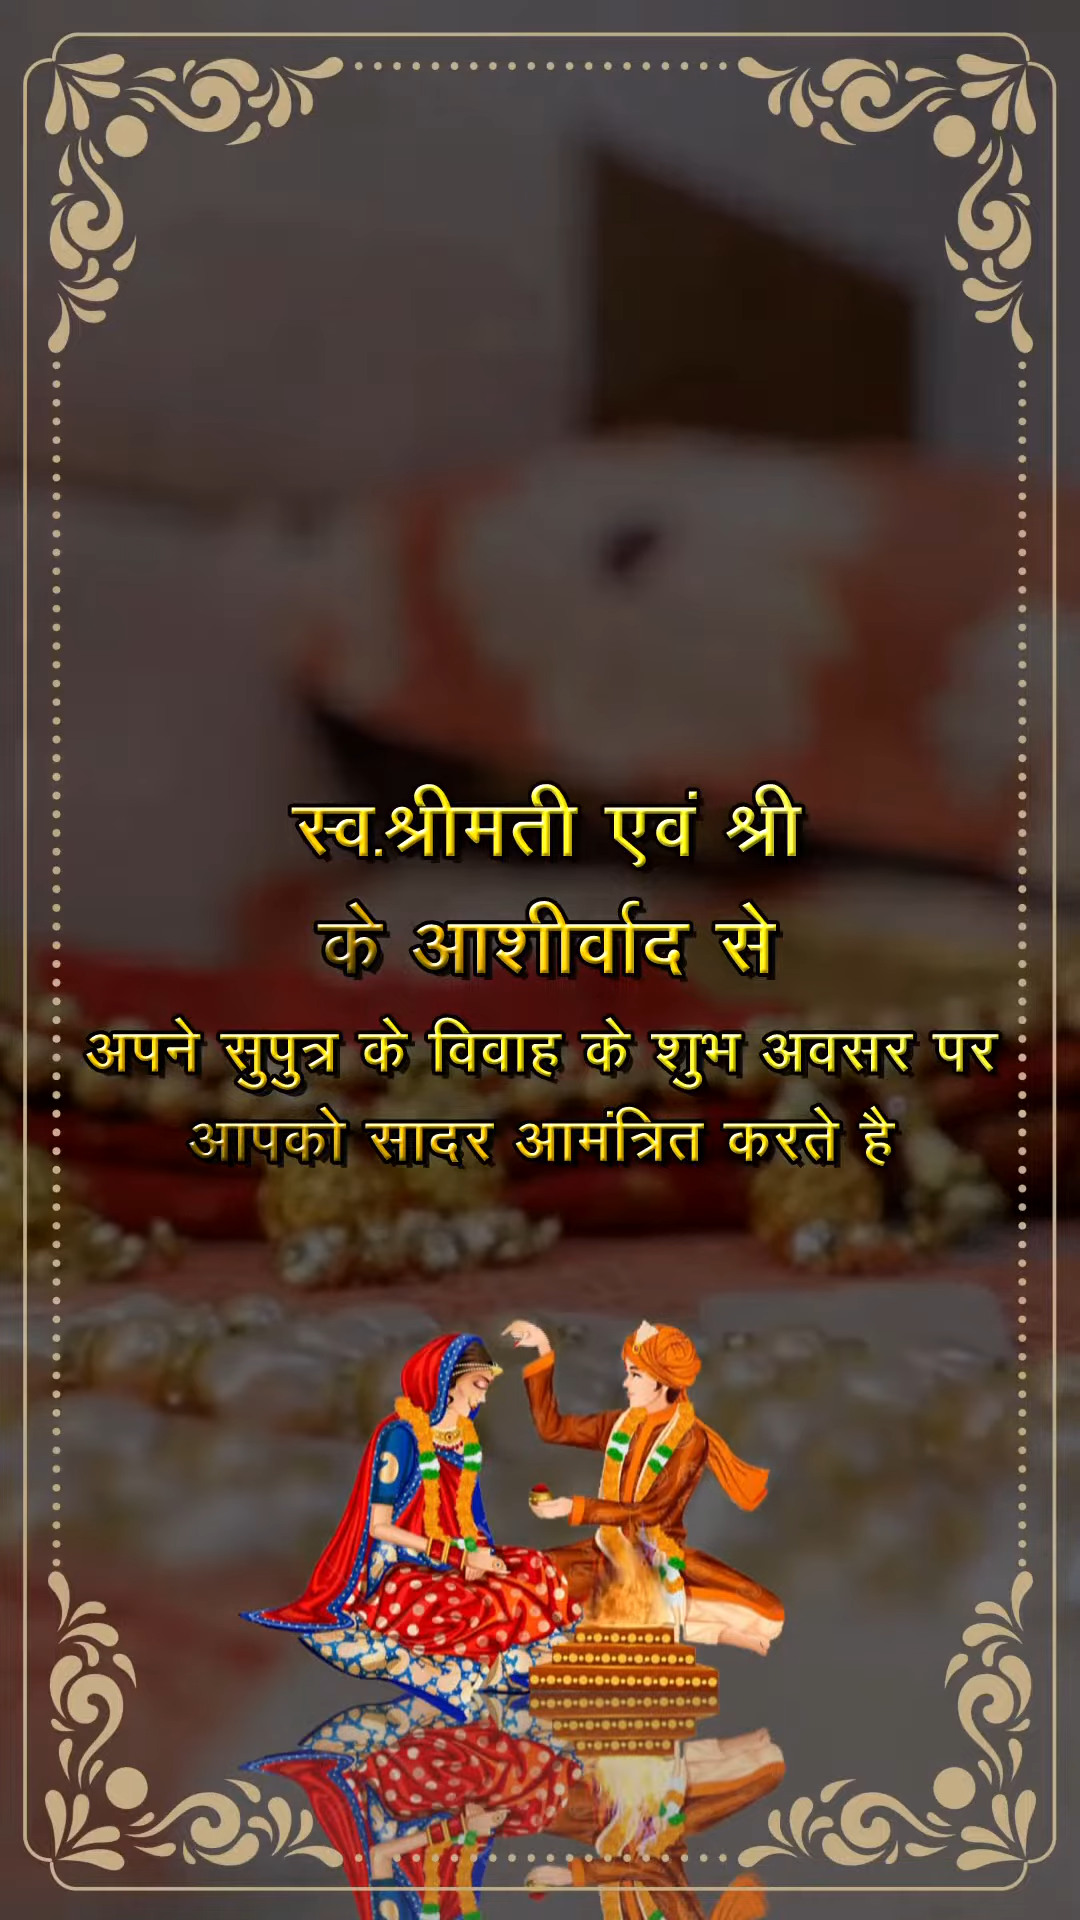 स्व.श्रीमती एवं श्री
के आशीर्वाद से
अपने सुपुत्र के विवाह के शुभ अवसर पर
आपको सादर आमंत्रित करते है